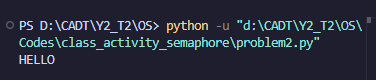 PS D:\CADT\Y2_T2\OS> python -u "d:\CADT\Y2_T2\OS\
Codes\class_activity_semaphore\problem2.py"
HELLO